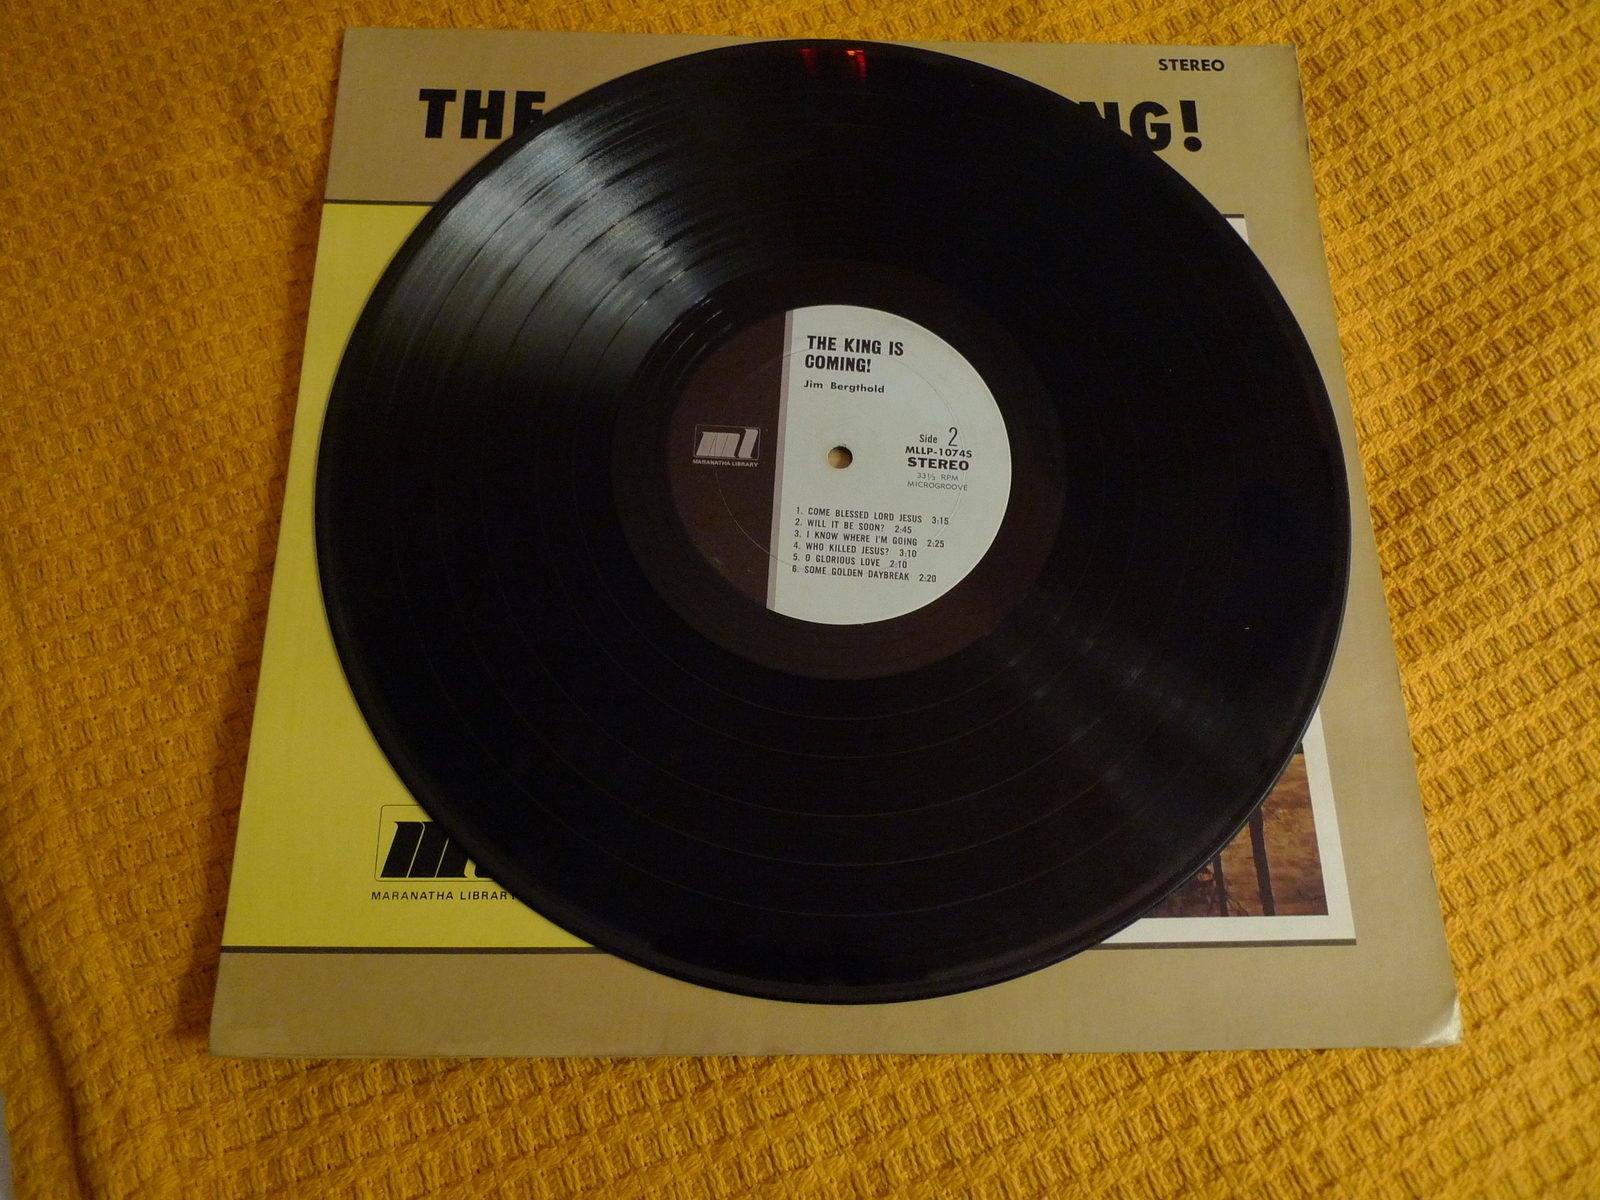 STEREO
THE
NG!
THE KING IS
COMING!
Jim Bergthold
MARANATHA LIBRARY
Side 2
MLLP-1074S
STEREO
33⅓ RPM
MICROGROOVE
1. COME BLESSED LORD JESUS 3:15
2. WILL IT BE SOON? 2:45
3. I KNOW WHERE I'M GOING 2:25
4. WHO KILLED JESUS? 3:10
5. O GLORIOUS LOVE 2:10
6. SOME GOLDEN DAYBREAK 2:20
MARANATHA LIBRARY